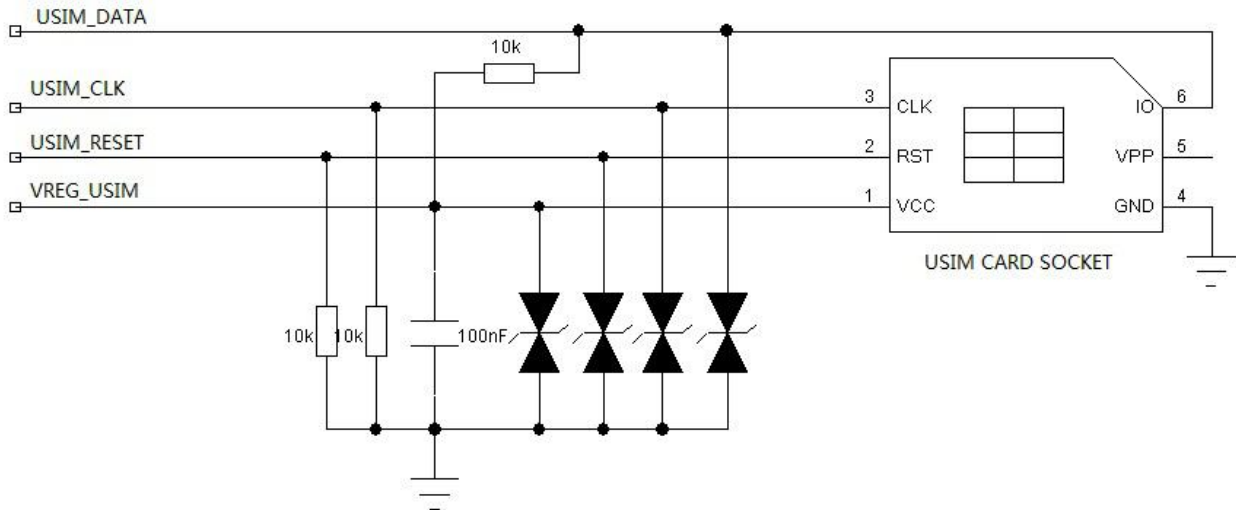 USIM_DATA
10k
USIM_CLK
3 CLK IO 6
USIM_RESET
2 RST VPP 5
VREG_USIM
1 VCC GND 4
USIM CARD SOCKET
10k 10k 100nF